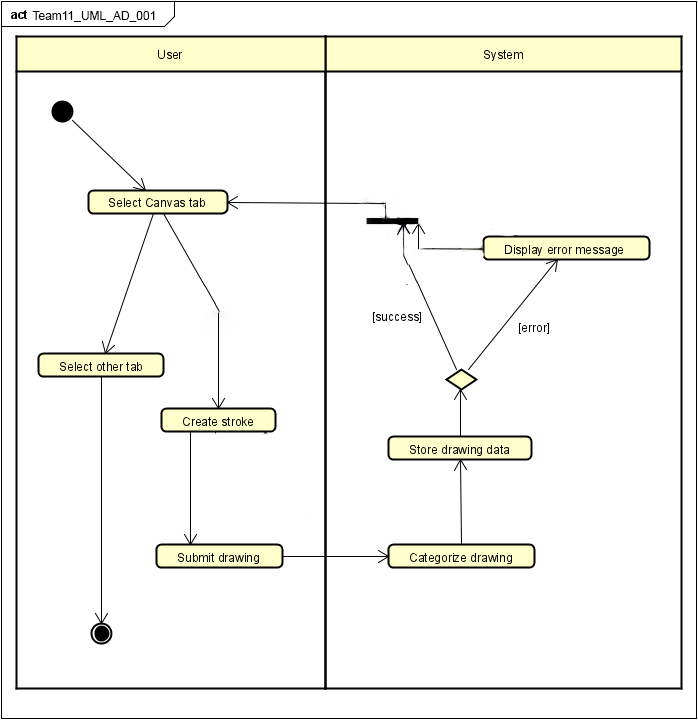 act Team11_UML_AD_001
User
System
Select Canvas tab
Display error message
[success]
[error]
Select other tab
Create stroke
Store drawing data
Submit drawing
Categorize drawing